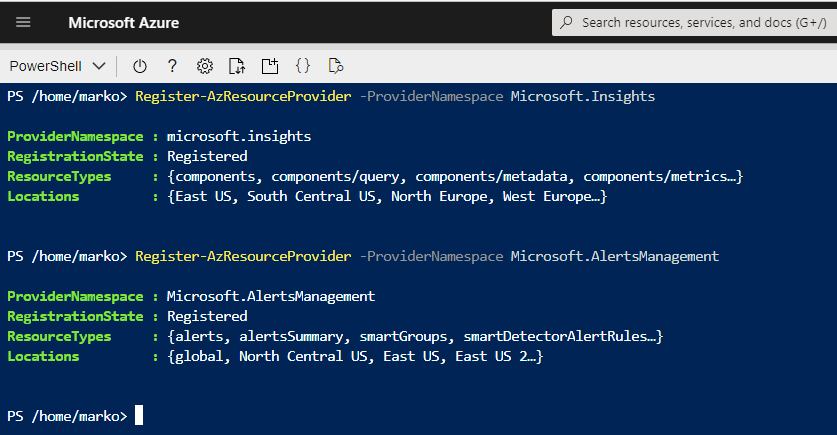 Microsoft Azure
Search resources, services, and docs (G+/)
PowerShell
PS /home/marko> Register-AzResourceProvider -ProviderNamespace Microsoft.Insights
ProviderNamespace : microsoft.insights
RegistrationState : Registered
ResourceTypes     : {components, components/query, components/metadata, components/metrics…}
Locations         : {East US, South Central US, North Europe, West Europe…}
PS /home/marko> Register-AzResourceProvider -ProviderNamespace Microsoft.AlertsManagement
ProviderNamespace : Microsoft.AlertsManagement
RegistrationState : Registered
ResourceTypes     : {alerts, alertsSummary, smartGroups, smartDetectorAlertRules…}
Locations         : {global, North Central US, East US, East US 2…}
PS /home/marko>